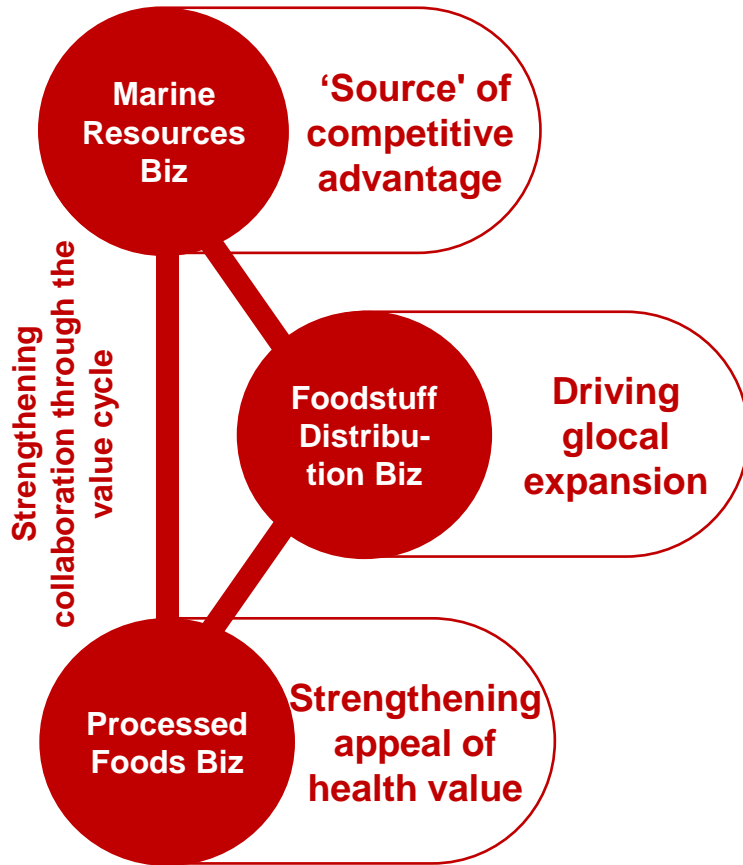 Marine
Resources
Biz
‘Source' of
competitive
advantage
Strengthening
collaboration through the
value cycle
Foodstuff
Distribu-
tion Biz
Driving
glocal
expansion
Processed
Foods Biz
Strengthening
appeal of
health value